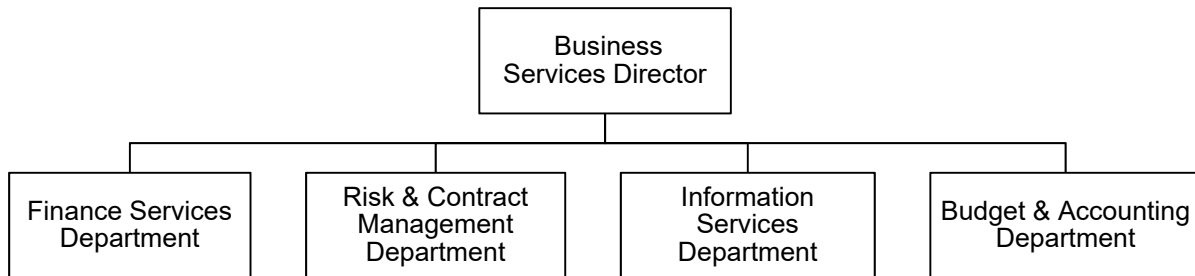 Business
Services Director
Finance Services
Department
Risk & Contract
Management
Department
Information
Services
Department
Budget & Accounting
Department